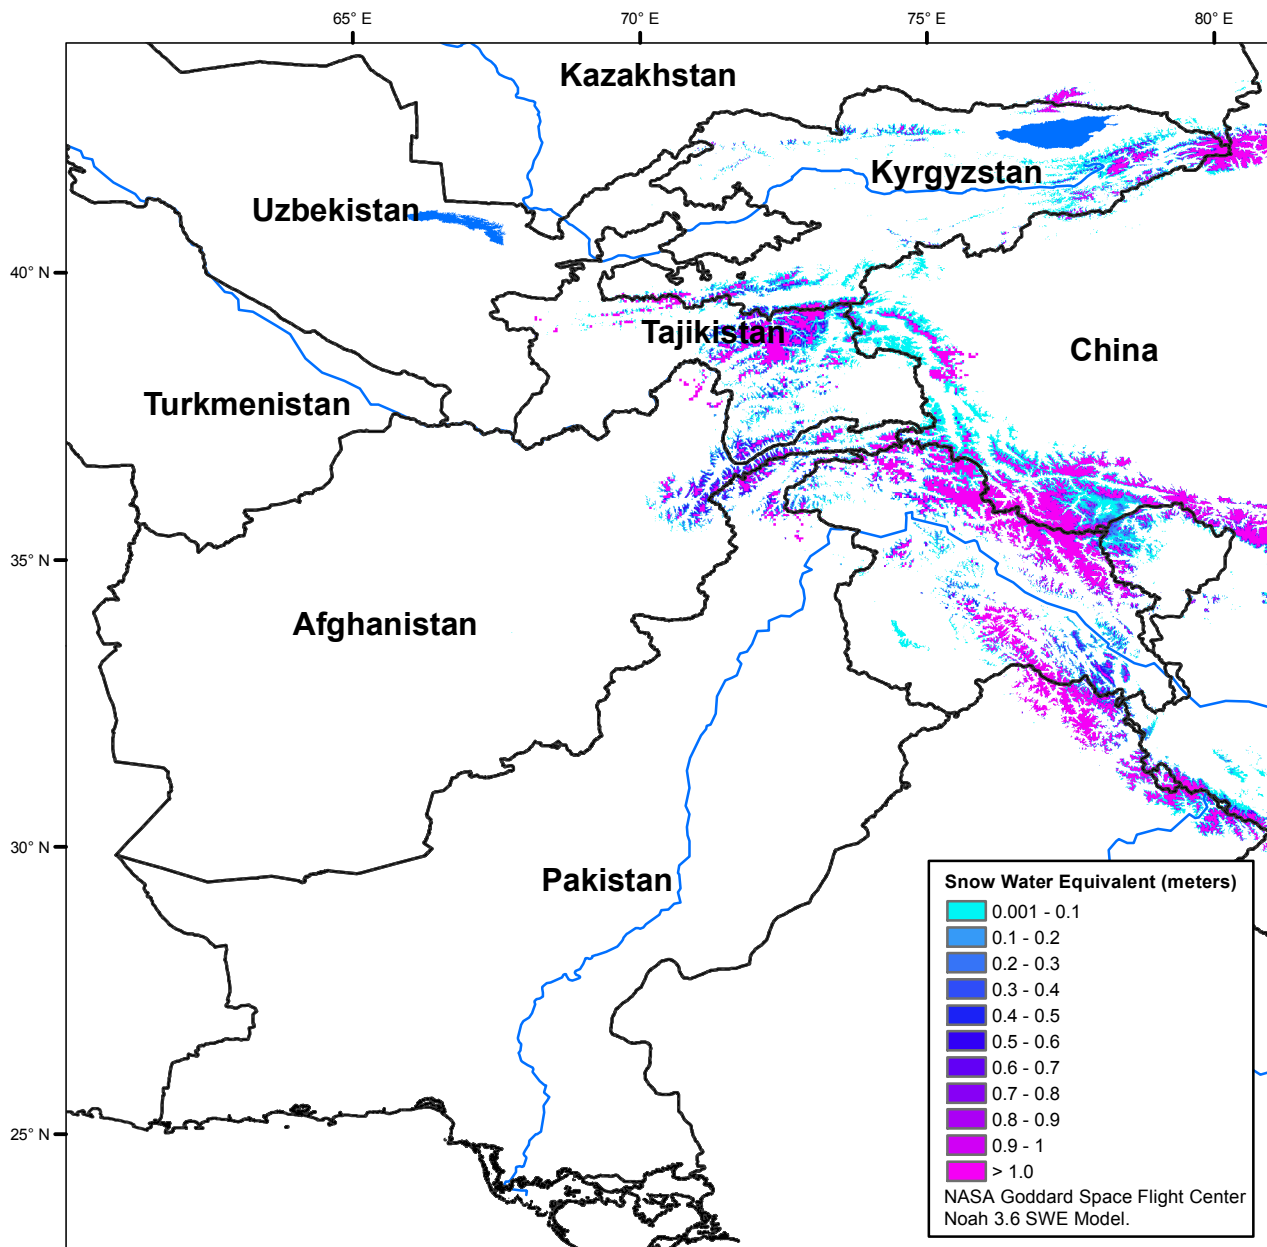 65° E
70° E
75° E
80° E
Kazakhstan
Kyrgyzstan
Uzbekistan
40° N
Tajikistan
China
Turkmenistan
35° N
Afghanistan
30° N
Pakistan
25° N
Snow Water Equivalent (meters)
0.001 - 0.1
0.1 - 0.2
0.2 - 0.3
0.3 - 0.4
0.4 - 0.5
0.5 - 0.6
0.6 - 0.7
0.7 - 0.8
0.8 - 0.9
0.9 - 1
> 1.0
NASA Goddard Space Flight Center
Noah 3.6 SWE Model.